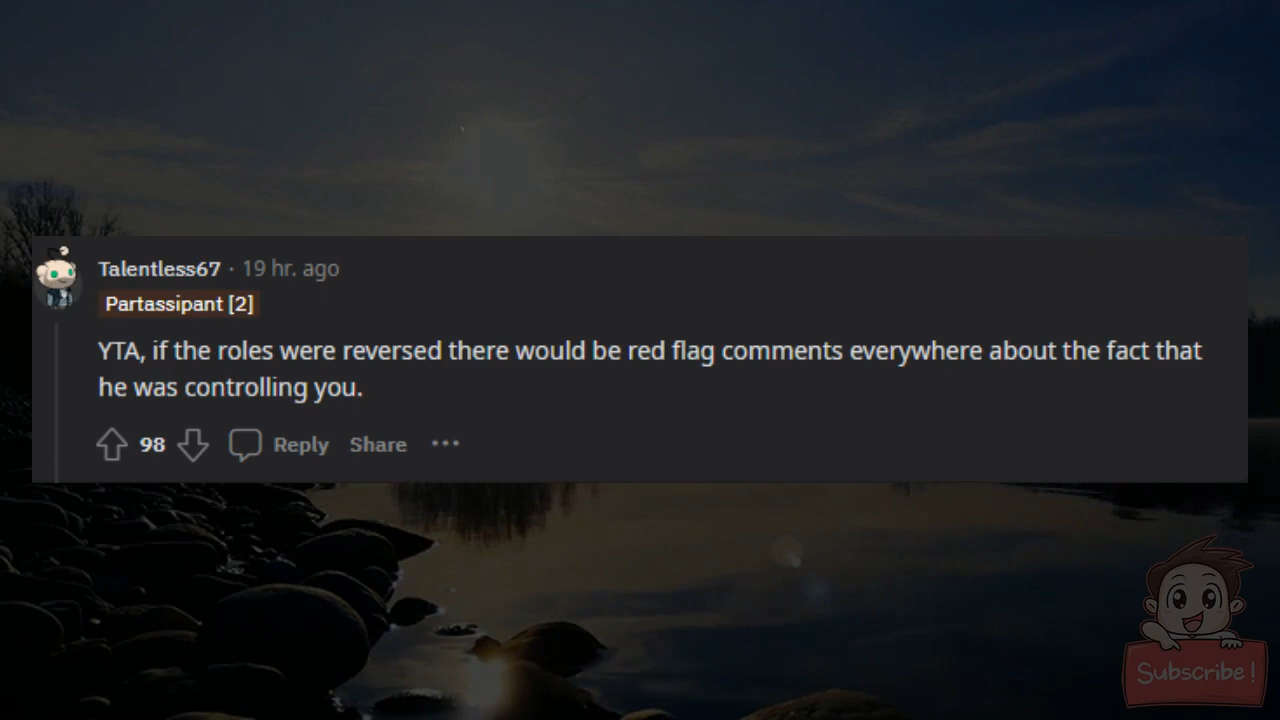 Talentless67 · 19 hr. ago
Partassipant [2]
YTA, if the roles were reversed there would be red flag comments everywhere about the fact that
he was controlling you.
98 Reply Share ···
Subscribe!